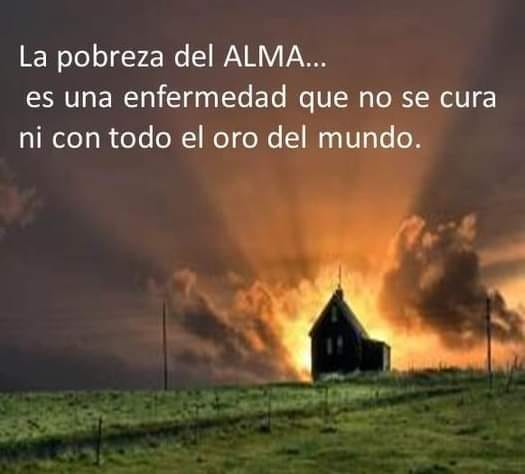 La pobreza del ALMA...
es una enfermedad que no se cura
ni con todo el oro del mundo.